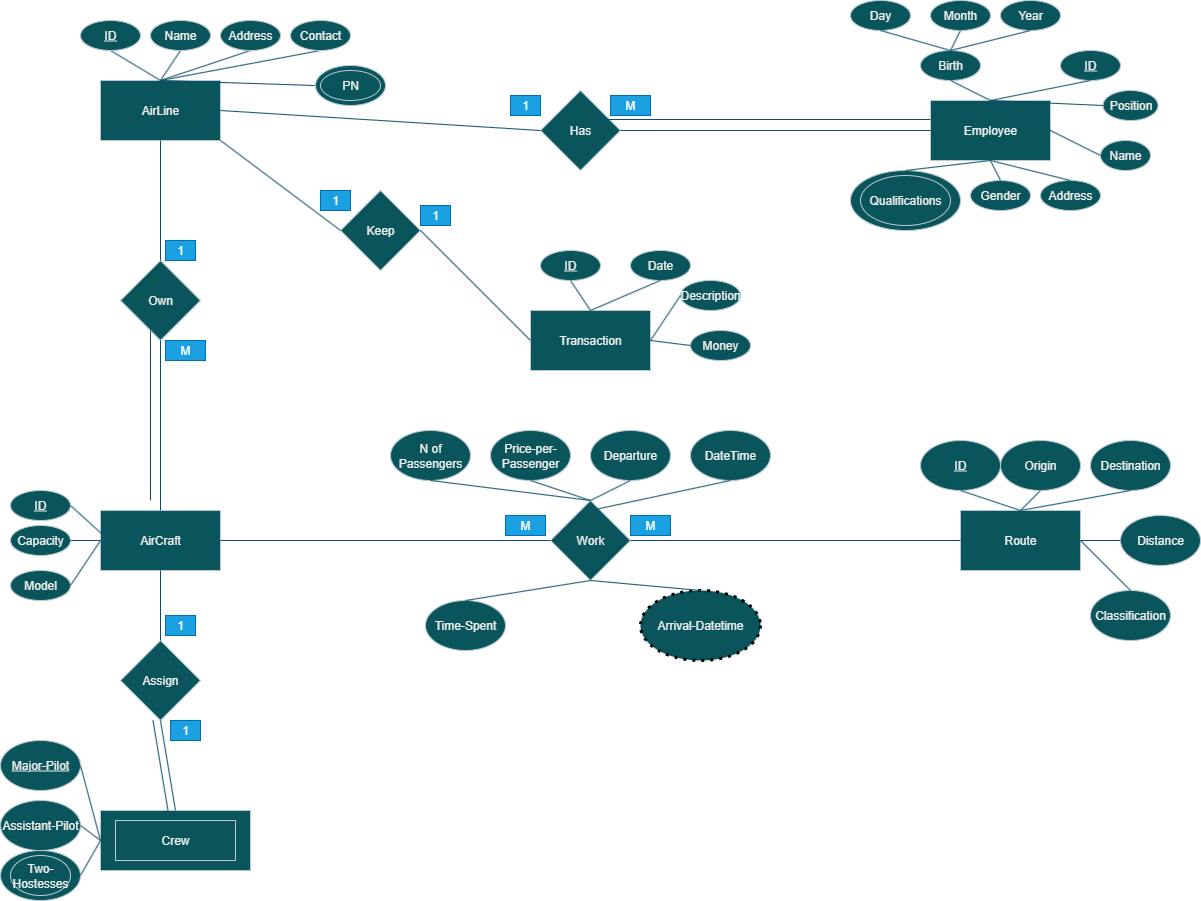 Day
Month
Year
ID
Name
Address
Contact
Birth
ID
PN
AirLine
1
M
Has
Employee
Position
Name
Qualifications
Gender
Address
1
1
Keep
1
Own
M
ID
Date
Description
Transaction
Money
N of
Passengers
Price-per-
Passenger
Departure
DateTime
ID
Origin
Destination
ID
Capacity
Model
AirCraft
M
M
Work
Route
Distance
Classification
Time-Spent
Arrival-Datetime
1
Assign
1
Major-Pilot
Assistant-Pilot
Two-
Hostesses
Crew